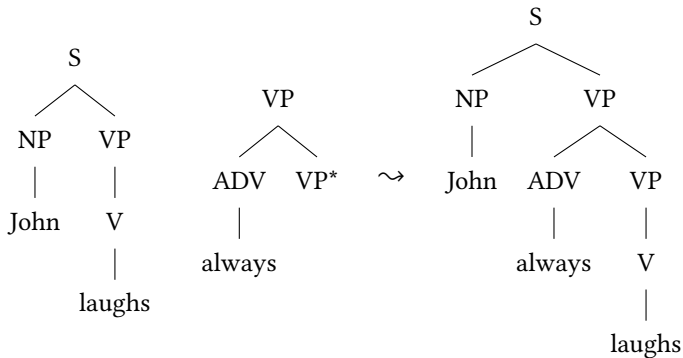 S
S
VP
NP VP
NP VP
ADV VP* ⤳
John ADV VP
John V
always
always V
laughs
laughs